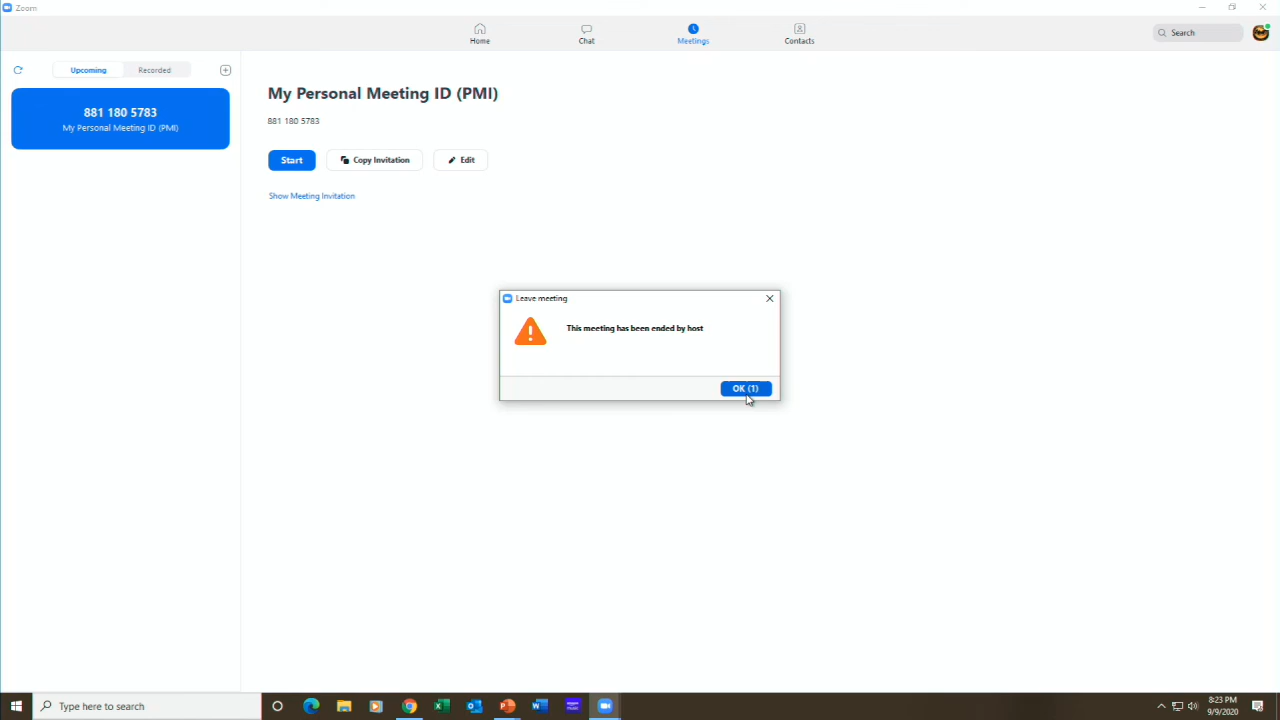 Zoom
Home
Chat
Meetings
Contacts
Search
Upcoming
Recorded
881 180 5783
My Personal Meeting ID (PMI)
My Personal Meeting ID (PMI)
881 180 5783
Start
Copy Invitation
Edit
Show Meeting Invitation
Leave meeting
This meeting has been ended by host
OK (1)
Type here to search
8:23 PM
9/9/2020